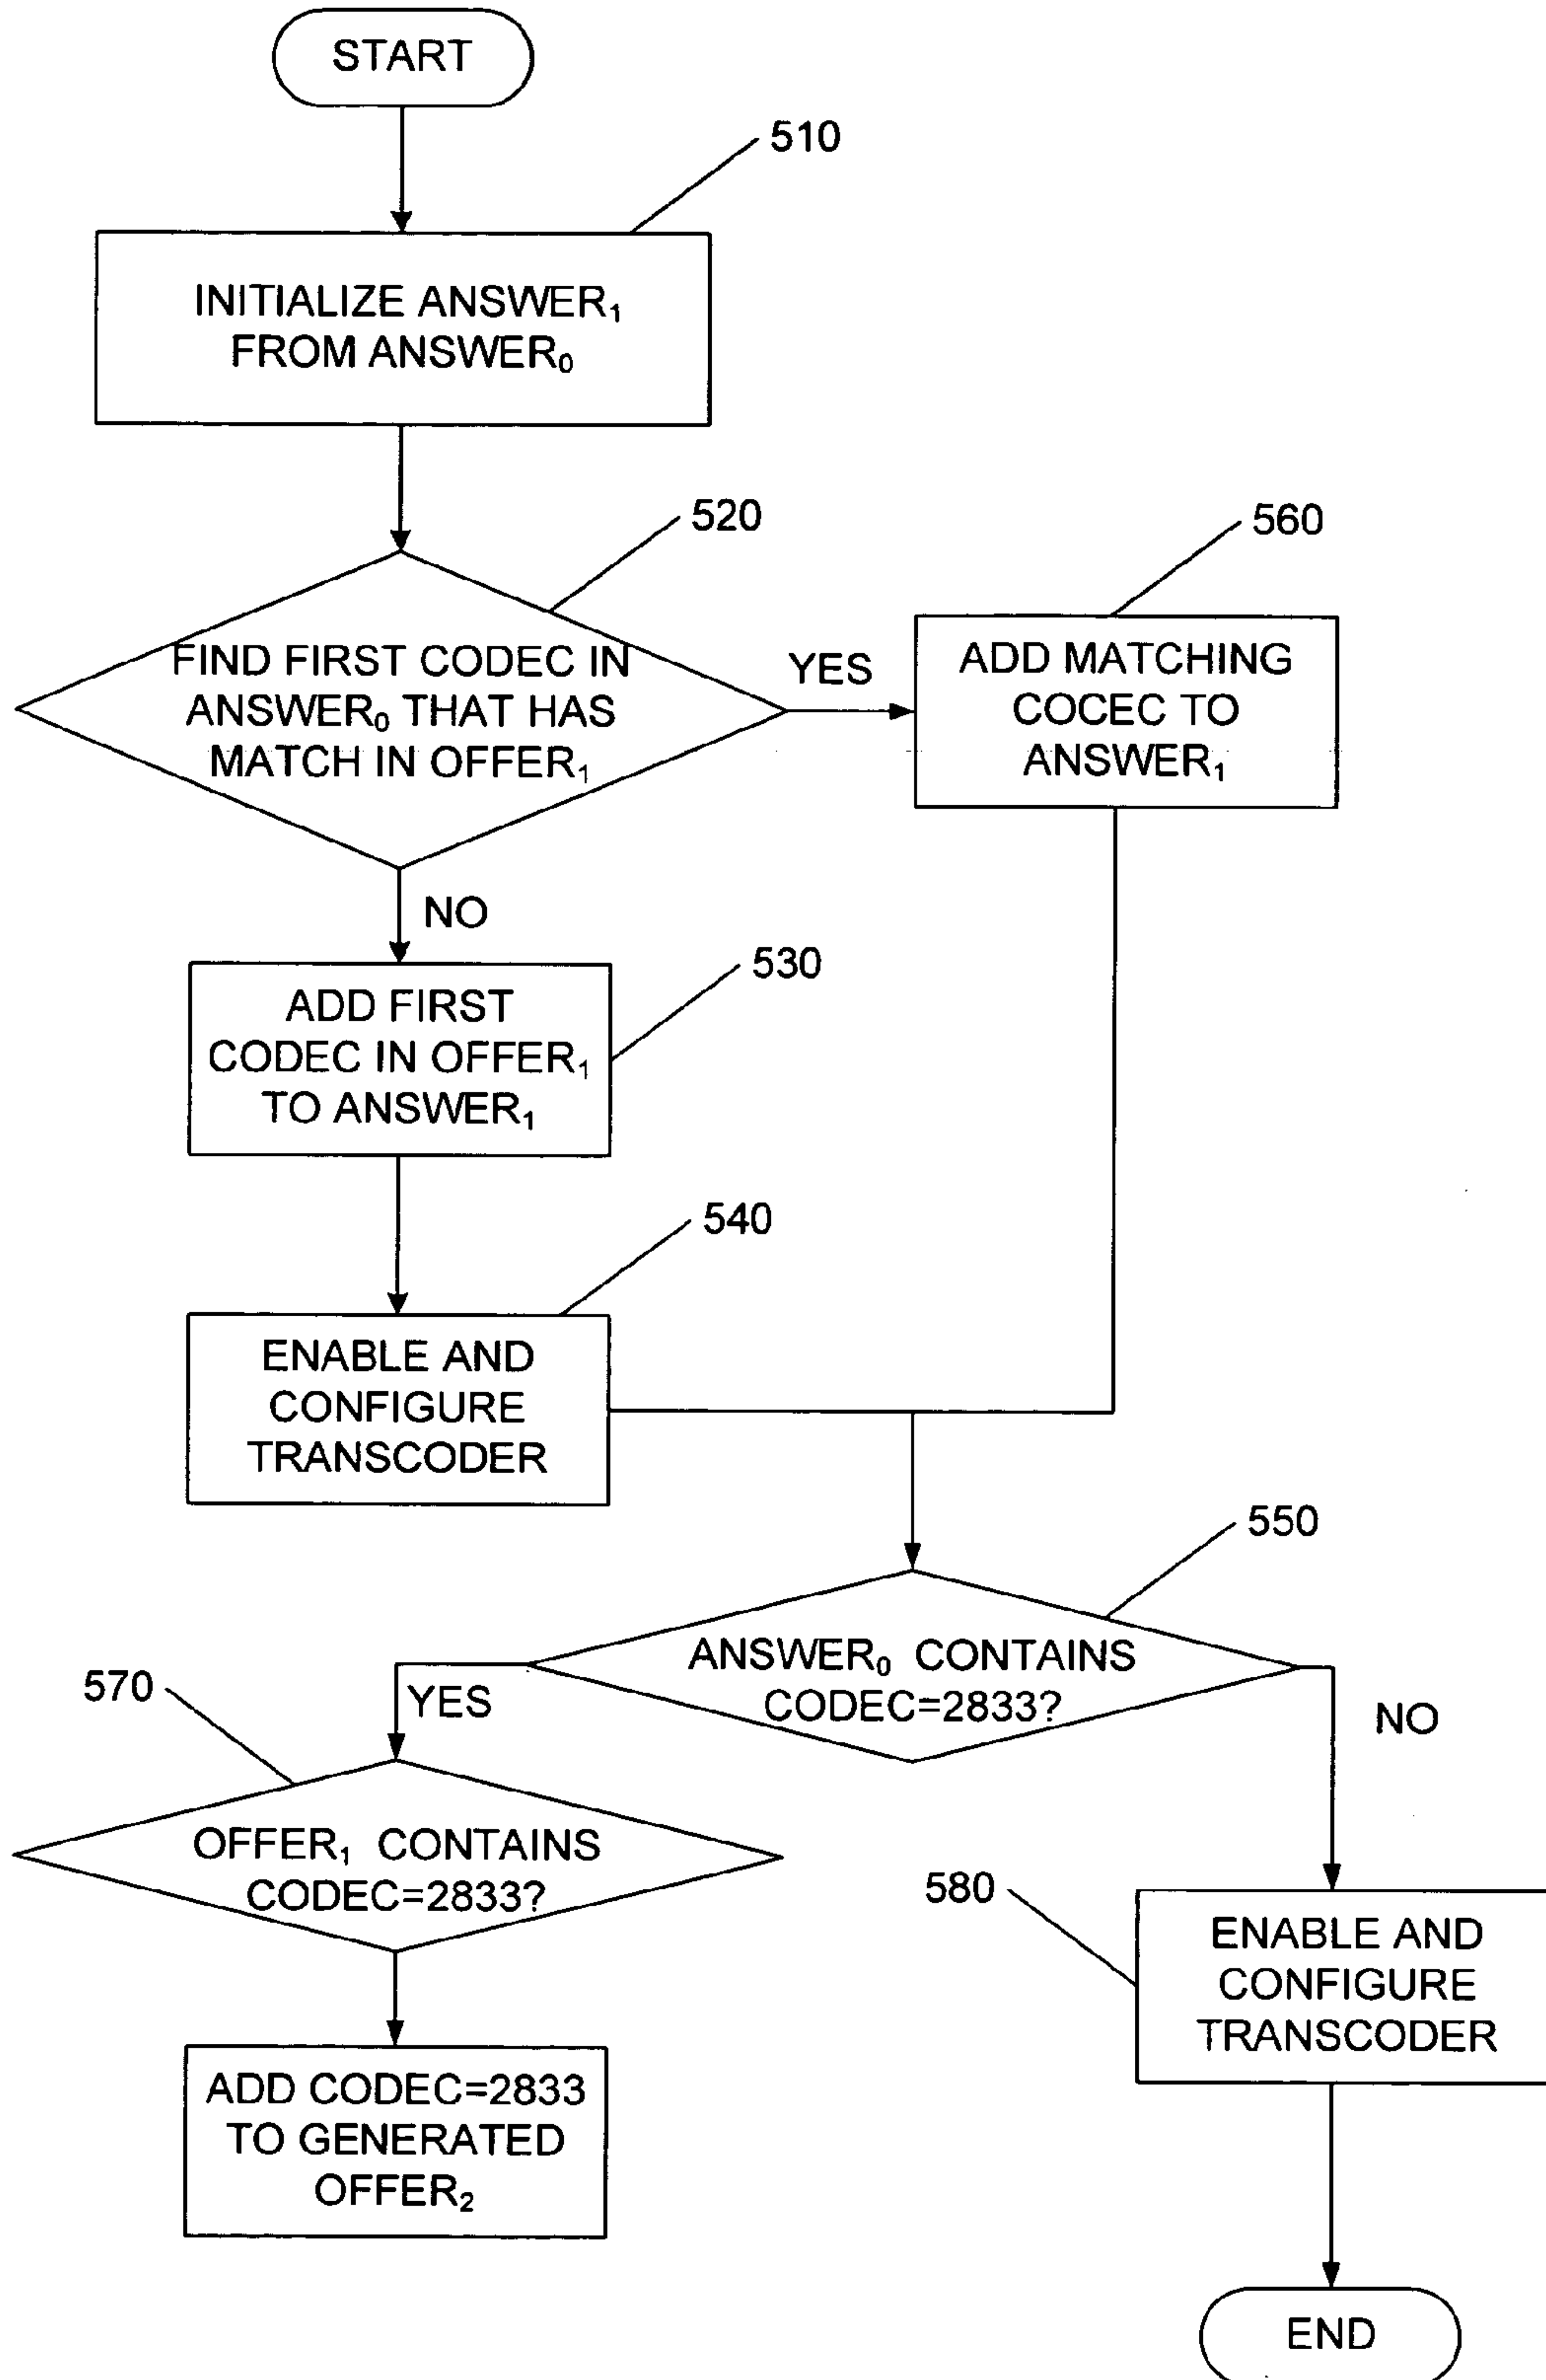 START
510
INITIALIZE ANSWER₁
FROM ANSWER₀
520
560
FIND FIRST CODEC IN
ANSWER₀ THAT HAS
MATCH IN OFFER₁
YES
ADD MATCHING
COCEC TO
ANSWER₁
NO
530
ADD FIRST
CODEC IN OFFER₁
TO ANSWER₁
540
ENABLE AND
CONFIGURE
TRANSCODER
550
ANSWER₀ CONTAINS
CODEC=2833?
570
YES
NO
OFFER₁ CONTAINS
CODEC=2833?
580
ENABLE AND
CONFIGURE
TRANSCODER
ADD CODEC=2833
TO GENERATED
OFFER₂
END